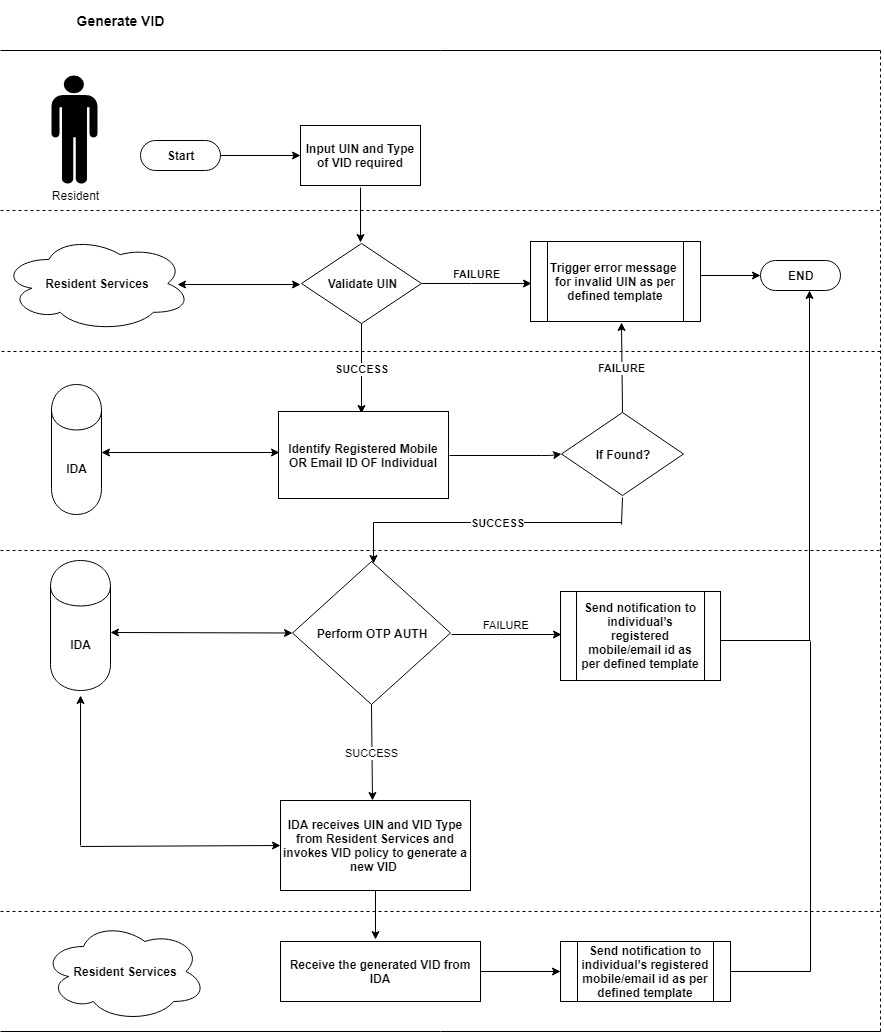 Generate VID
Start
Input UIN and Type
of VID required
Resident
Resident Services
Validate UIN
FAILURE
Trigger error message
for invalid UIN as per
defined template
END
SUCCESS
FAILURE
IDA
Identify Registered Mobile
OR Email ID OF Individual
If Found?
SUCCESS
IDA
Perform OTP AUTH
FAILURE
Send notification to
individual's
registered
mobile/email id as
per defined template
SUCCESS
IDA receives UIN and VID Type
from Resident Services and
invokes VID policy to generate a
new VID
Resident Services
Receive the generated VID from
IDA
Send notification to
individual's registered
mobile/email id as per
defined template